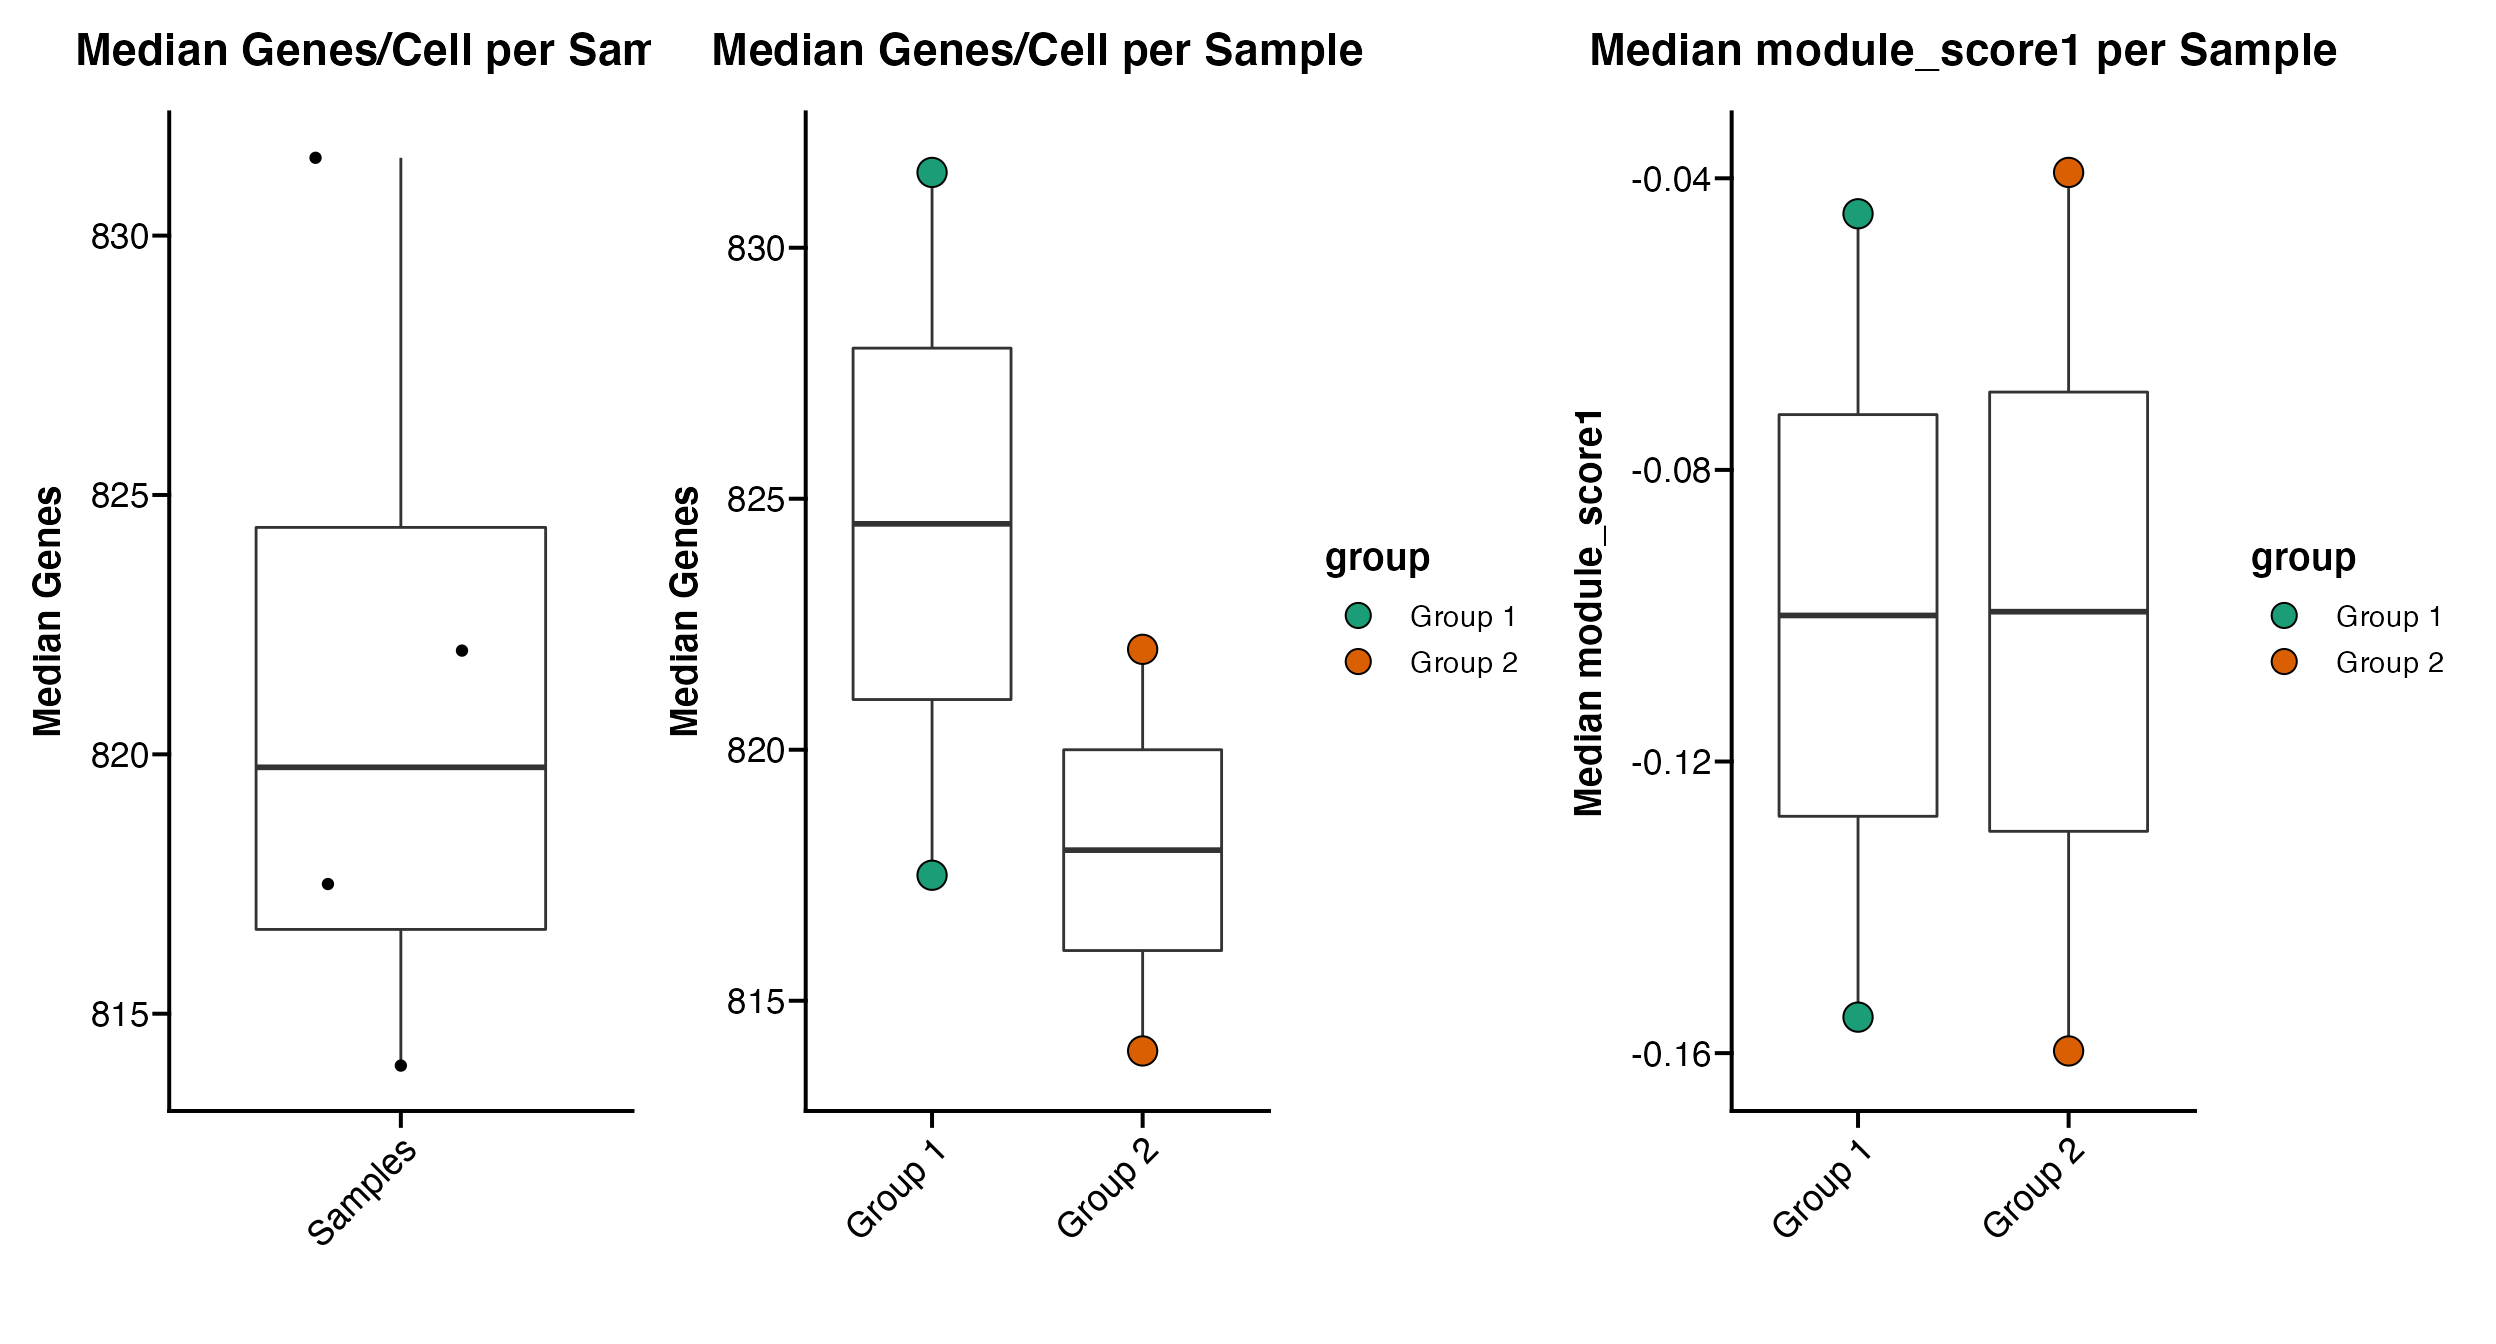 Median Genes/Cell per Sam
Median Genes
830
825
820
815
Samples
Median Genes/Cell per Sample
Median Genes
830
825
820
815
Group 1
Group 2
group
Group 1
Group 2
Median module_score1 per Sample
Median module_score1
-0.04
-0.08
-0.12
-0.16
Group 1
Group 2
group
Group 1
Group 2